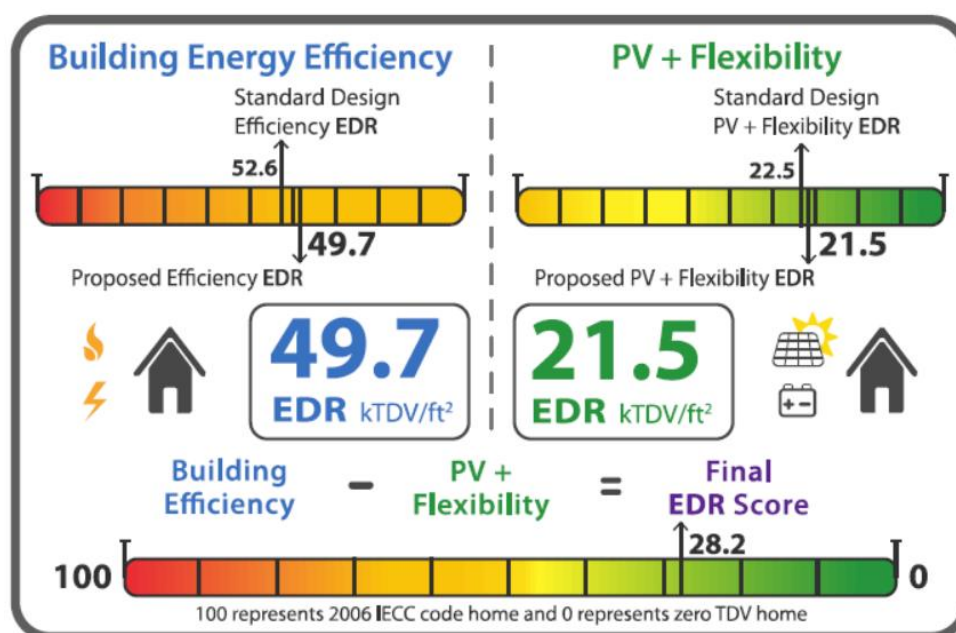 Building Energy Efficiency
Standard Design
Efficiency EDR
52.6
49.7
Proposed Efficiency EDR
49.7
EDR kTDV/ft²
PV + Flexibility
Standard Design
PV + Flexibility EDR
22.5
21.5
Proposed PV + Flexibility EDR
21.5
EDR kTDV/ft²
Building
Efficiency
-
PV +
Flexibility
=
Final
EDR Score
28.2
100
0
100 represents 2006 IECC code home and 0 represents zero TDV home